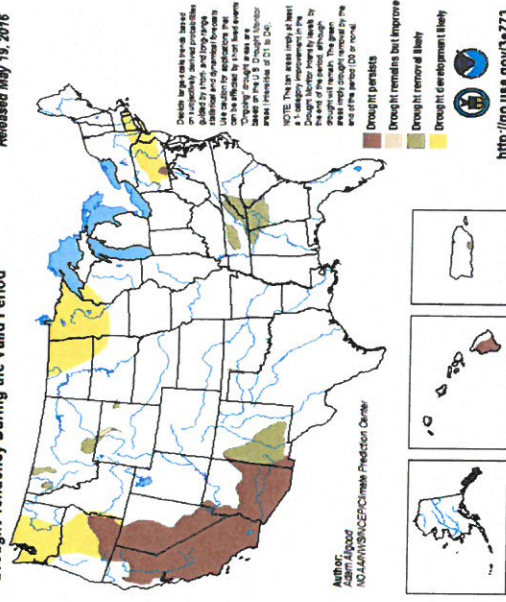 Drought Tendency During the Valid Period
Released May 19, 2016
Depicts large-scale trends based
on subjectively derived probabilities
guided by short- and long-range
statistical and dynamical forecasts.
Use caution for applications that
can be affected by short lived events.
"Ongoing" drought areas are
based on the U.S. Drought Monitor
areas (intensities of D1 to D4).
NOTE: The tan areas imply at least
a 1-category improvement in the
Drought Monitor intensity levels by
the end of the period, although
drought will remain. The green
areas imply drought removal by the
end of the period (D0 or none).
Author:
Adam Allgood
NOAA/NWS/NCEP/Climate Prediction Center
Drought persists
Drought remains but improve
Drought removal likely
Drought development likely
http://go.usa.gov/3eZ73